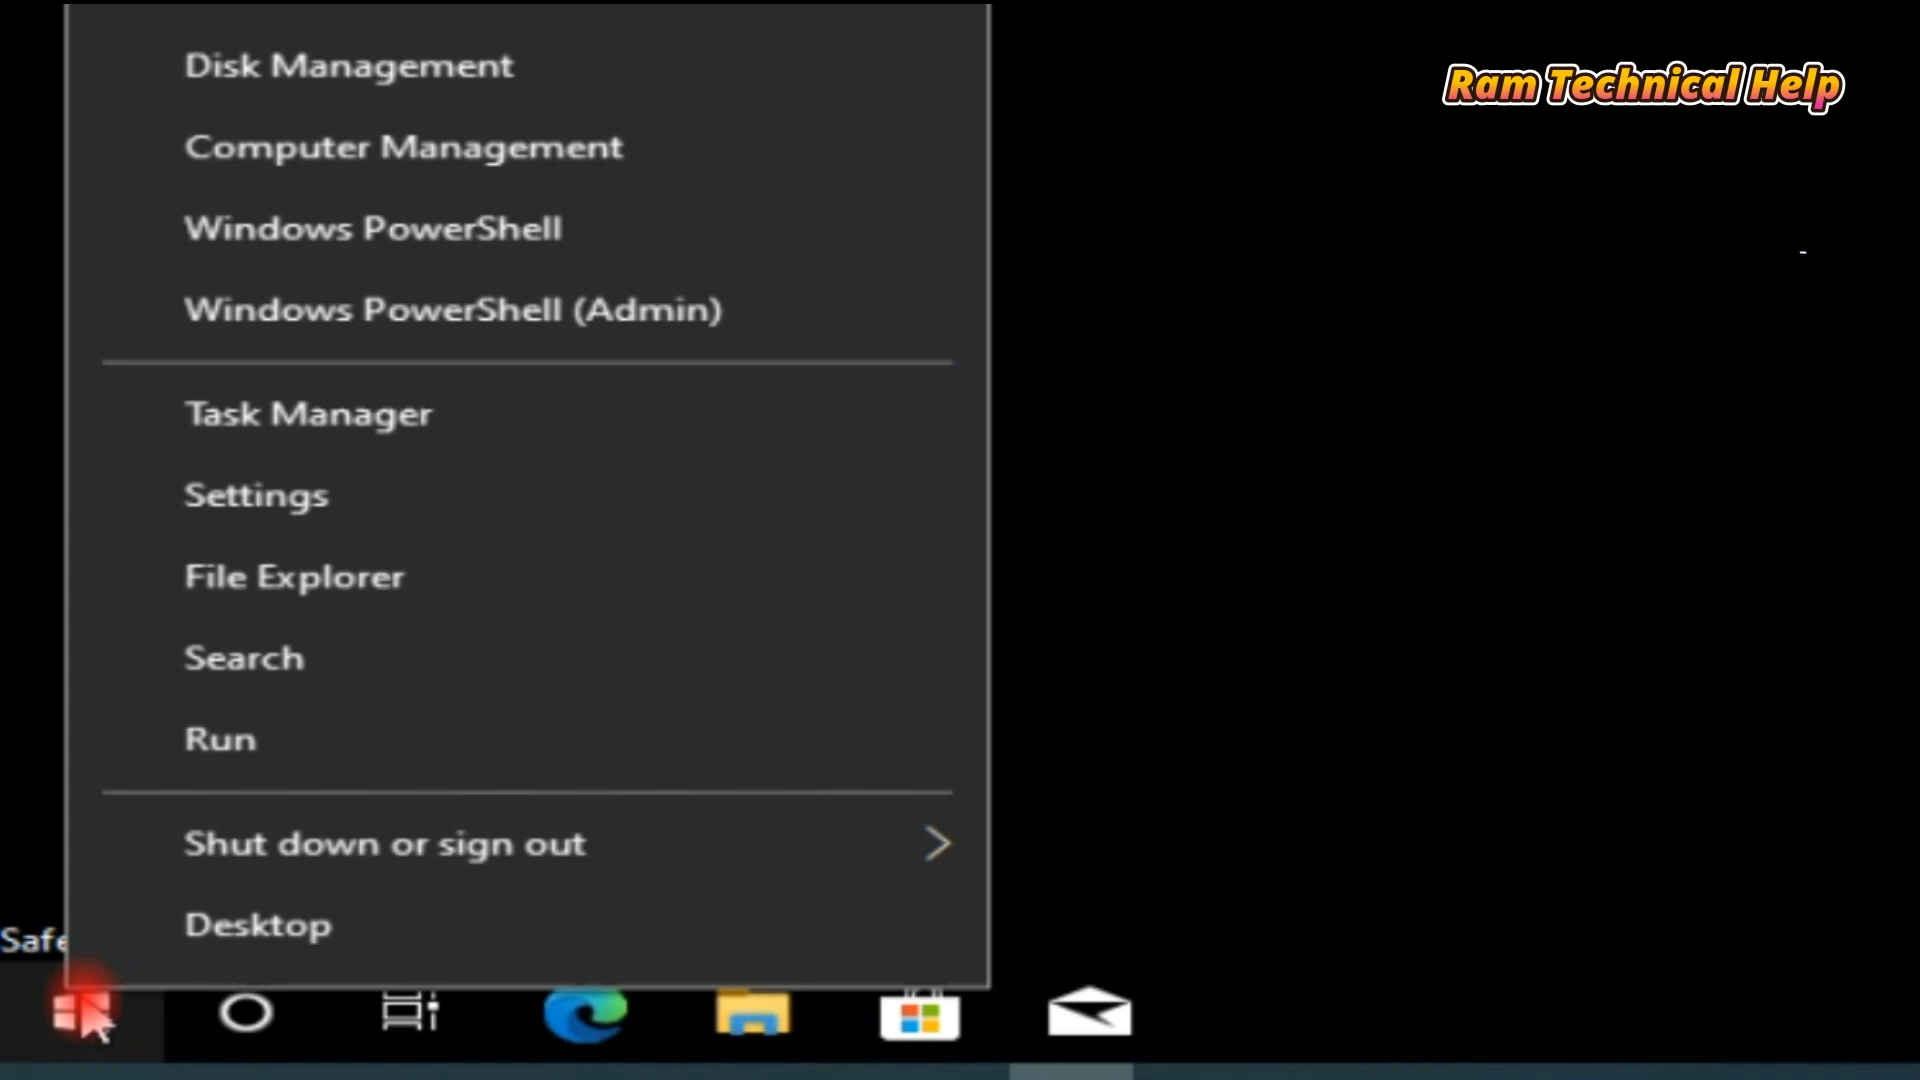 Disk Management
Ram Technical Help
Computer Management
Windows PowerShell
Windows PowerShell (Admin)
Task Manager
Settings
File Explorer
Search
Run
Shut down or sign out
Desktop
Safe